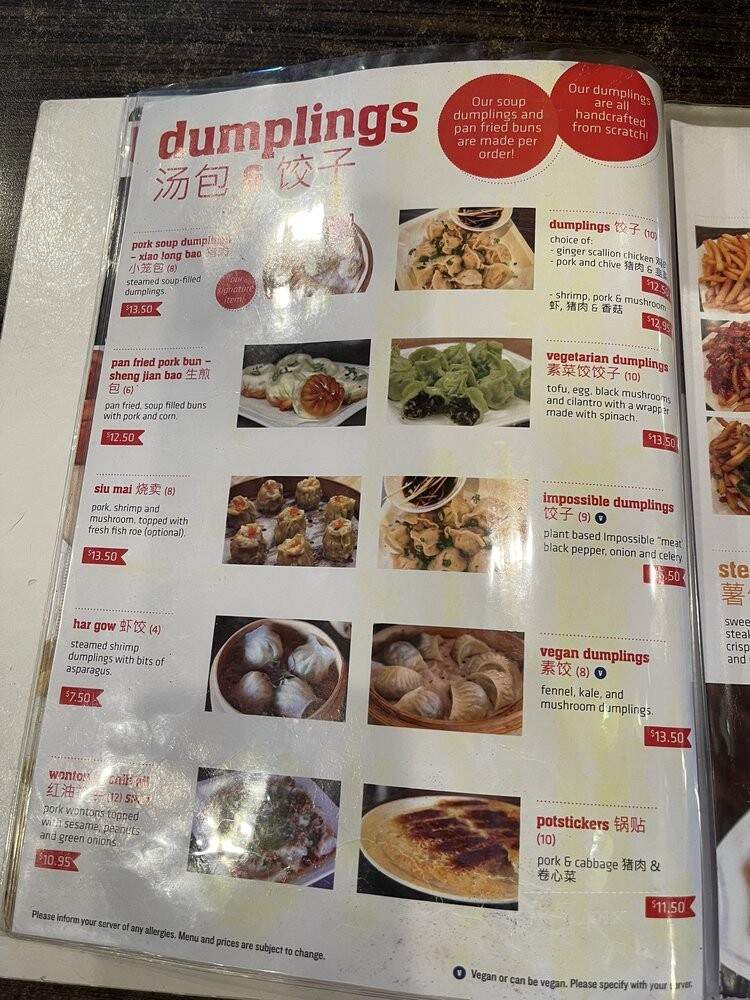 dumplings
汤包 & 饺子
Our soup
dumplings and
pan fried buns
are made per
order!
Our dumplings
are all
handcrafted
from scratch!
pork soup dumplings
– xiao long bao
小笼包 (8)
steamed soup-filled
dumplings.
$13.50
our
signature
item!
pan fried pork bun –
sheng jian bao 生煎
包 (6)
pan fried, soup filled buns
with pork and corn.
$12.50
siu mai 烧卖 (8)
pork, shrimp and
mushroom. topped with
fresh fish roe (optional).
$13.50
har gow 虾饺 (4)
steamed shrimp
dumplings with bits of
asparagus.
$7.50
红油 (12)
pork wontons topped
with sesame, peanuts
and green onions
$10.95
dumplings 饺子 (10)
choice of:
- ginger scallion chicken
- pork and chive 猪肉 &
$12.50
- shrimp, pork & mushroom
虾, 猪肉 & 香菇
$12.95
vegetarian dumplings
素菜饺饺子 (10)
tofu, egg, black mushrooms
and cilantro with a wrapper
made with spinach.
$13.50
impossible dumplings
饺子 (9) V
plant based Impossible "meat"
black pepper, onion and celery
.50
vegan dumplings
素饺 (8) V
fennel, kale, and
mushroom dumplings.
$13.50
potstickers 锅贴
(10)
pork & cabbage 猪肉 &
卷心菜
$11.50
Please inform your server of any allergies. Menu and prices are subject to change.
V Vegan or can be vegan. Please specify with your server.
ste
薯
swee
steak
crisp
and